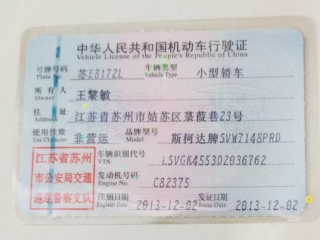 中华人民共和国机动车行驶证
Vehicle License of the People's Republic of China
号牌号码 Plate No. 苏E8172L 车辆类型 Vehicle Type 小型轿车
所有人 Owner 王黎敏
住址 Address 江苏省苏州市姑苏区菉葭巷23号
使用性质 Use Character 非营运 品牌型号 Model 斯柯达牌SVW7148PRD
江苏省苏州
市公安局交通
巡逻警察支队
车辆识别代号 VIN LSVGK4553D2036762
发动机号码 Engine No. C82375
注册日期 Register Date 2013-12-02 发证日期 Issue Date 2013-12-02